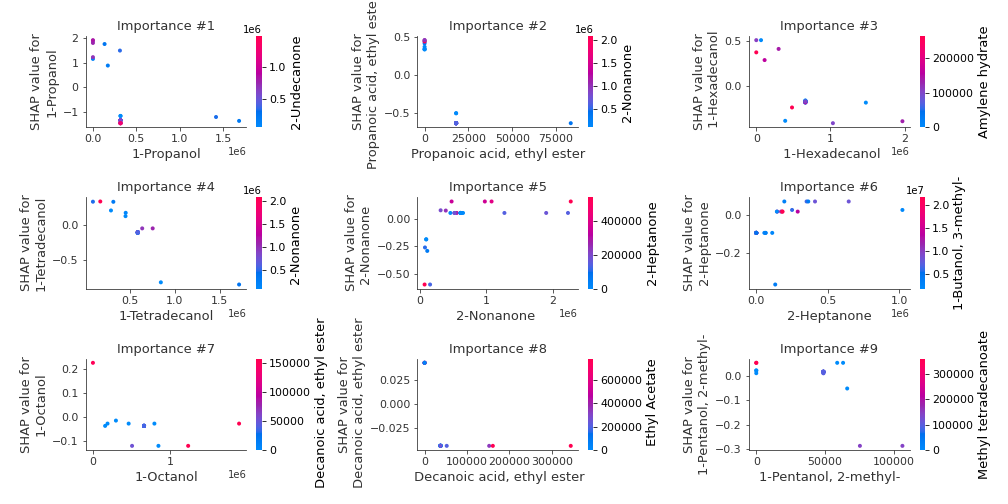 Importance #1
SHAP value for
1-Propanol
2
1
0
−1
0.0
0.5
1.0
1.5
1e6
1-Propanol
1e6
1.0
0.5
2-Undecanone
Importance #2
SHAP value for
Propanoic acid, ethyl ester
0.5
0.0
−0.5
0
25000
50000
75000
Propanoic acid, ethyl ester
1e6
2.0
1.5
1.0
0.5
2-Nonanone
Importance #3
SHAP value for
1-Hexadecanol
0.5
0.0
0
1
2
1e6
1-Hexadecanol
200000
100000
0
Amylene hydrate
Importance #4
SHAP value for
1-Tetradecanol
0.0
−0.5
0.5
1.0
1.5
1e6
1-Tetradecanol
1e6
2.0
1.5
1.0
0.5
2-Nonanone
Importance #5
SHAP value for
2-Nonanone
0.00
−0.25
−0.50
0
1
2
1e6
2-Nonanone
400000
200000
0
2-Heptanone
Importance #6
SHAP value for
2-Heptanone
0.0
−0.2
0.0
0.5
1.0
1e6
2-Heptanone
1e7
2.0
1.5
1.0
0.5
1-Butanol, 3-methyl-
Importance #7
SHAP value for
1-Octanol
0.2
0.1
0.0
−0.1
0
1
1e6
1-Octanol
150000
100000
50000
0
Decanoic acid, ethyl ester
Importance #8
SHAP value for
Decanoic acid, ethyl ester
0.025
0.000
−0.025
0
100000
200000
300000
Decanoic acid, ethyl ester
600000
400000
200000
0
Ethyl Acetate
Importance #9
SHAP value for
1-Pentanol, 2-methyl-
0.0
−0.1
−0.2
−0.3
0
50000
100000
1-Pentanol, 2-methyl-
300000
200000
100000
0
Methyl tetradecanoate